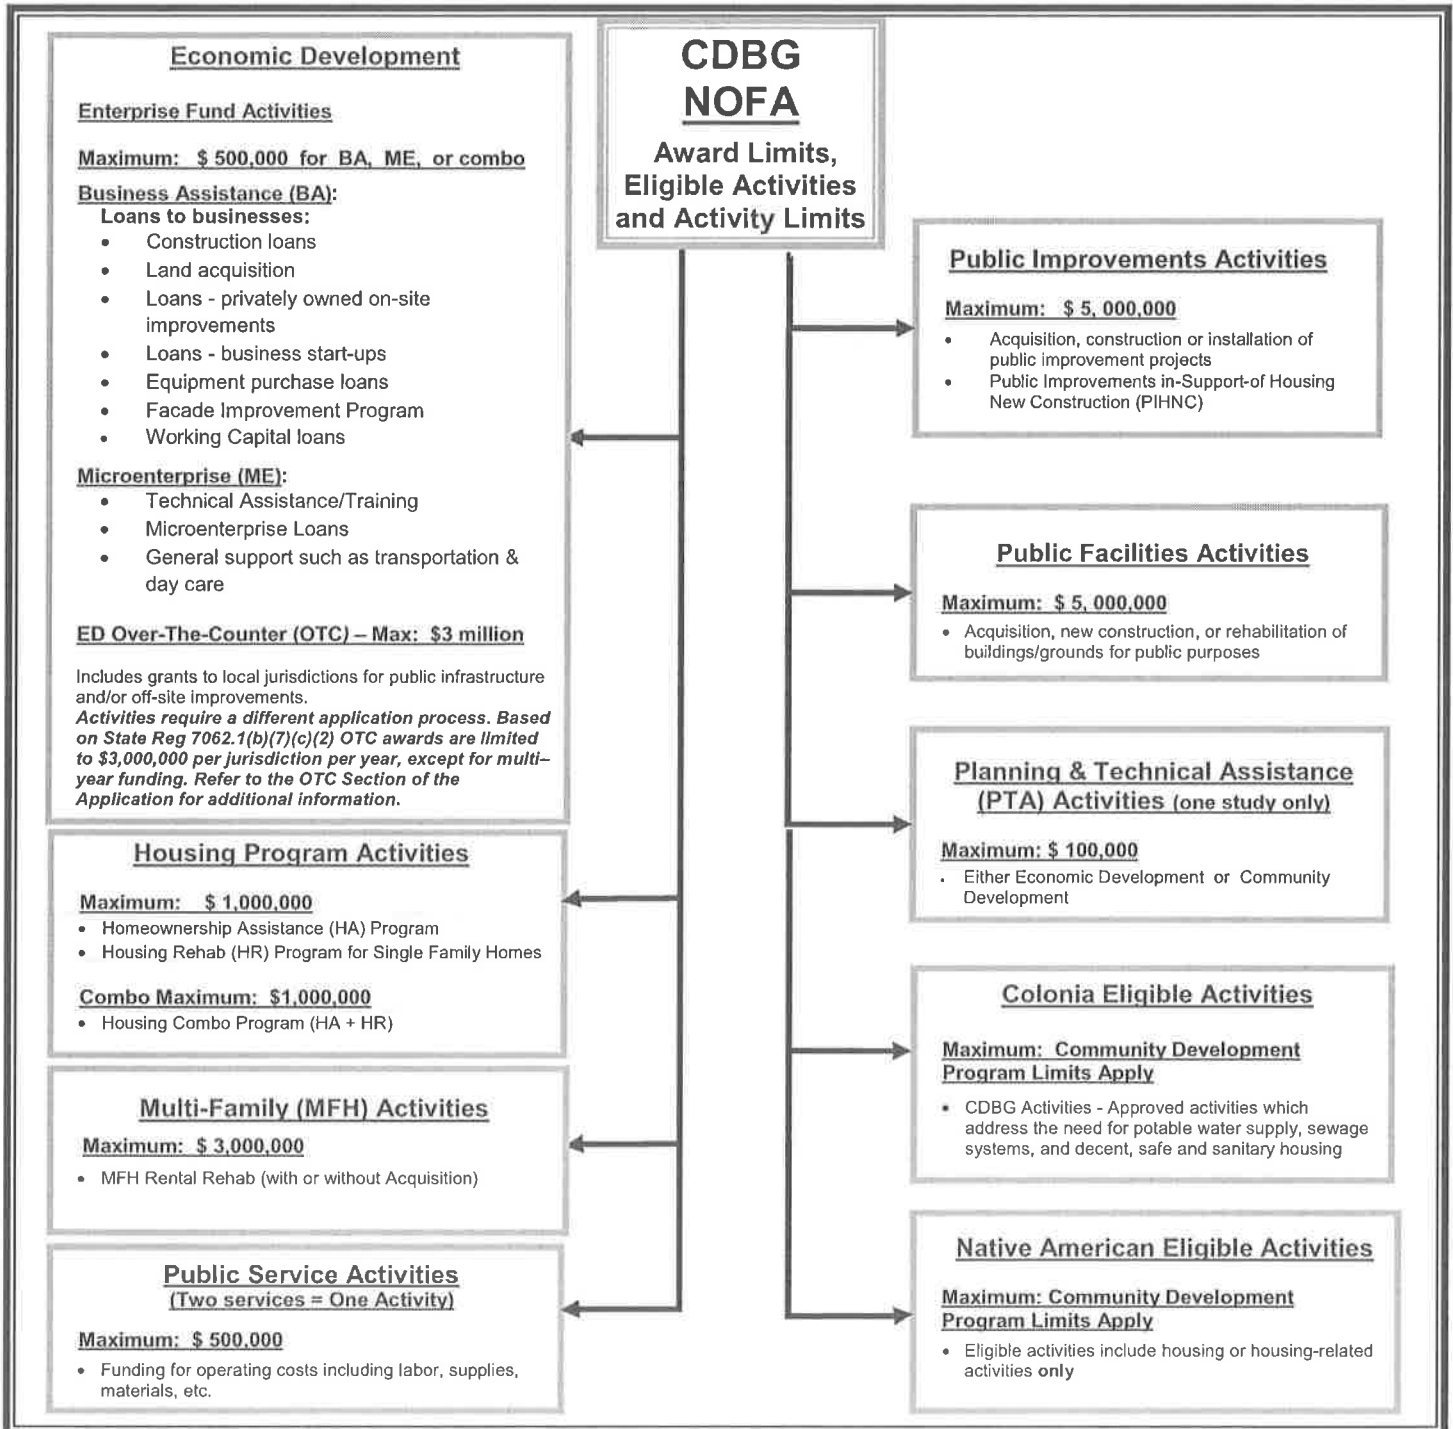 CDBG
NOFA
Award Limits,
Eligible Activities
and Activity Limits
Economic Development
Enterprise Fund Activities
Maximum: $ 500,000 for BA, ME, or combo
Business Assistance (BA):
Loans to businesses:
• Construction loans
• Land acquisition
• Loans - privately owned on-site
improvements
• Loans - business start-ups
• Equipment purchase loans
• Facade Improvement Program
• Working Capital loans
Microenterprise (ME):
• Technical Assistance/Training
• Microenterprise Loans
• General support such as transportation &
day care
ED Over-The-Counter (OTC) – Max: $3 million
Includes grants to local jurisdictions for public infrastructure
and/or off-site improvements.
Activities require a different application process. Based
on State Reg 7062.1(b)(7)(c)(2) OTC awards are limited
to $3,000,000 per jurisdiction per year, except for multi–
year funding. Refer to the OTC Section of the
Application for additional information.
Housing Program Activities
Maximum: $ 1,000,000
• Homeownership Assistance (HA) Program
• Housing Rehab (HR) Program for Single Family Homes
Combo Maximum: $1,000,000
• Housing Combo Program (HA + HR)
Multi-Family (MFH) Activities
Maximum: $ 3,000,000
• MFH Rental Rehab (with or without Acquisition)
Public Service Activities
(Two services = One Activity)
Maximum: $ 500,000
• Funding for operating costs including labor, supplies,
materials, etc.
Public Improvements Activities
Maximum: $ 5, 000,000
• Acquisition, construction or installation of
public improvement projects
• Public Improvements in-Support-of Housing
New Construction (PIHNC)
Public Facilities Activities
Maximum: $ 5, 000,000
• Acquisition, new construction, or rehabilitation of
buildings/grounds for public purposes
Planning & Technical Assistance
(PTA) Activities (one study only)
Maximum: $ 100,000
. Either Economic Development or Community
Development
Colonia Eligible Activities
Maximum: Community Development
Program Limits Apply
• CDBG Activities - Approved activities which
address the need for potable water supply, sewage
systems, and decent, safe and sanitary housing
Native American Eligible Activities
Maximum: Community Development
Program Limits Apply
• Eligible activities include housing or housing-related
activities only